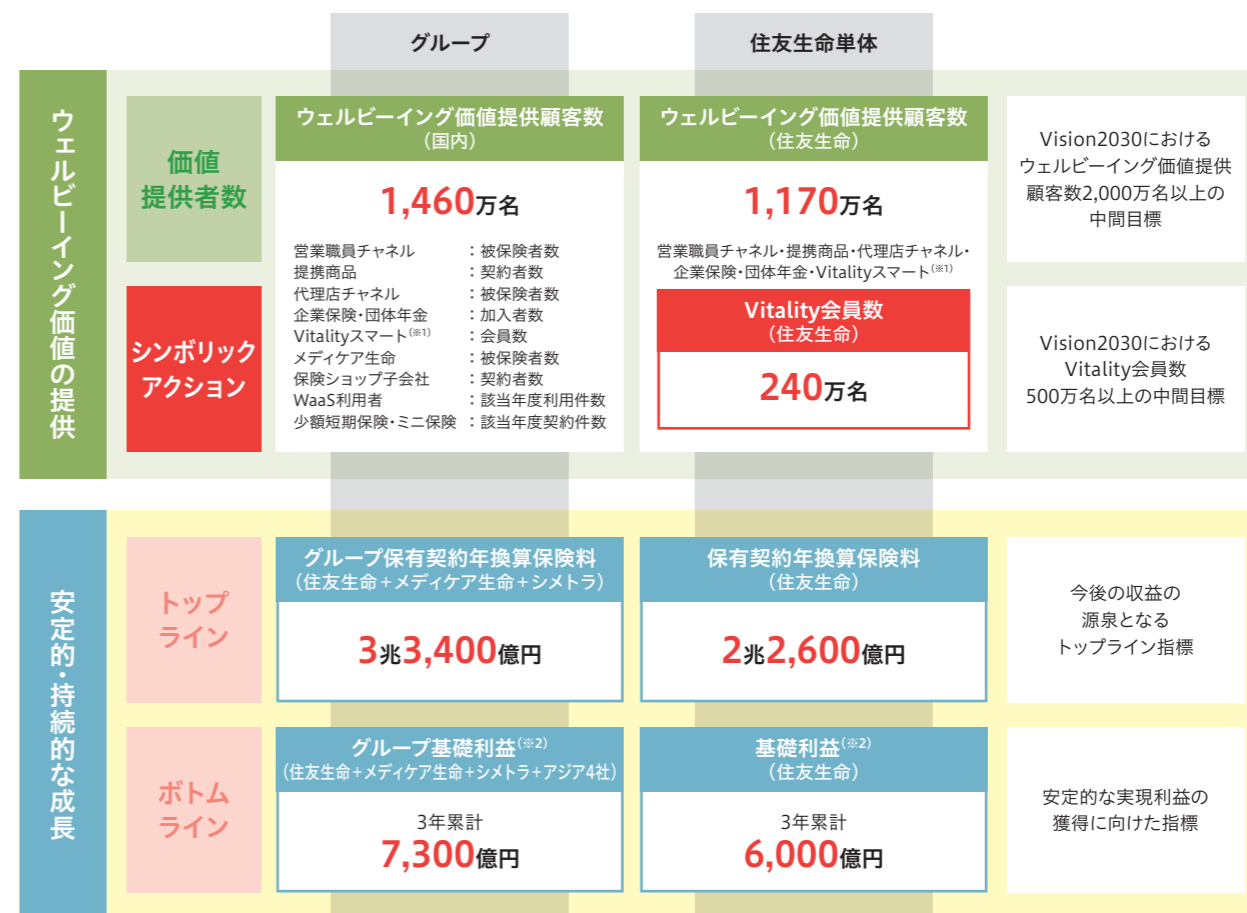 グループ
住友生命単体
ウェルビーイング価値の提供
価値
提供者数
ウェルビーイング価値提供顧客数
（国内）
1,460万名
営業職員チャネル ：被保険者数
提携商品 ：契約者数
代理店チャネル ：被保険者数
企業保険・団体年金 ：加入者数
Vitalityスマート（※1） ：会員数
メディケア生命 ：被保険者数
保険ショップ子会社 ：契約者数
WaaS利用者 ：該当年度利用件数
少額短期保険・ミニ保険 ：該当年度契約件数
ウェルビーイング価値提供顧客数
（住友生命）
1,170万名
営業職員チャネル・提携商品・代理店チャネル・
企業保険・団体年金・Vitalityスマート（※1）
Vision2030における
ウェルビーイング価値提供
顧客数2,000万名以上の
中間目標
シンボリック
アクション
Vitality会員数
（住友生命）
240万名
Vision2030における
Vitality会員数
500万名以上の中間目標
安定的・持続的な成長
トップ
ライン
グループ保有契約年換算保険料
（住友生命＋メディケア生命＋シメトラ）
3兆3,400億円
保有契約年換算保険料
（住友生命）
2兆2,600億円
今後の収益の
源泉となる
トップライン指標
ボトム
ライン
グループ基礎利益（※2）
（住友生命＋メディケア生命＋シメトラ＋アジア4社）
3年累計
7,300億円
基礎利益（※2）
（住友生命）
3年累計
6,000億円
安定的な実現利益の
獲得に向けた指標